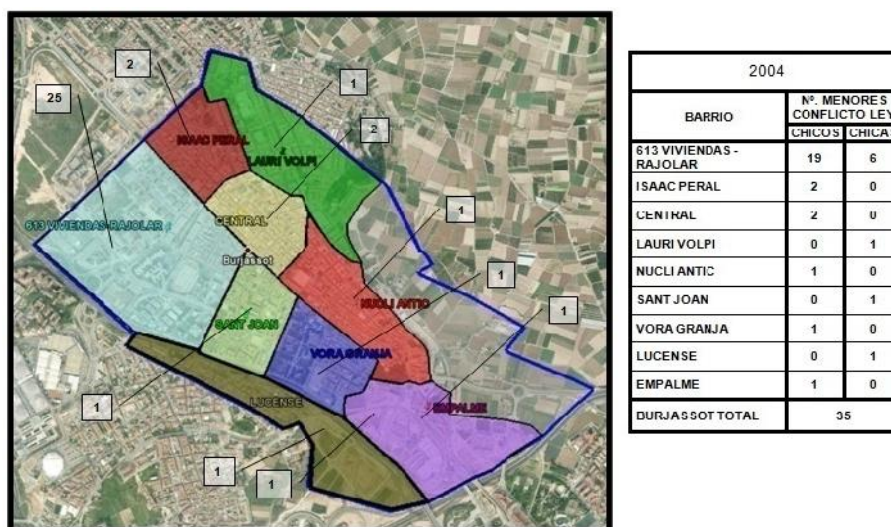 2
25
1
2
ISAAC PERAL
LAURI VOLPI
CENTRAL
613 VIVIENDAS-RAJOLAR
Burjassot
1
1
NUCLI ANTIC
1
SANT JOAN
VORA GRANJA
LUCENSE
EMPALME
1
1
1
2004
BARRIO
Nº. MENORES
CONFLICTO LEY
CHICOS CHICA
613 VIVIENDAS -
RAJOLAR 19 6
ISAAC PERAL 2 0
CENTRAL 2 0
LAURI VOLPI 0 1
NUCLI ANTIC 1 0
SANT JOAN 0 1
VORA GRANJA 1 0
LUCENSE 0 1
EMPALME 1 0
BURJASSOT TOTAL 35